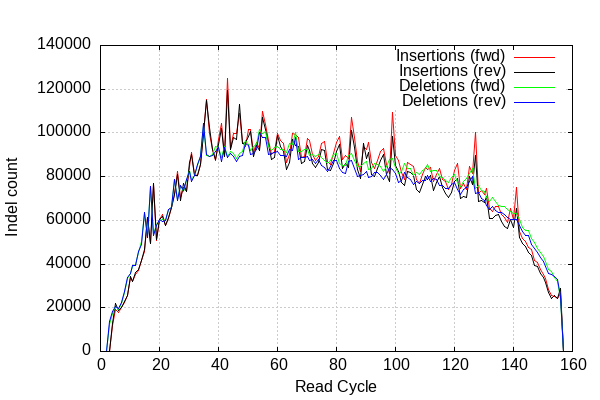 140000
120000
100000
80000
60000
40000
20000
0
Indel count
Insertions (fwd)
Insertions (rev)
Deletions (fwd)
Deletions (rev)
0 20 40 60 80 100 120 140 160
Read Cycle